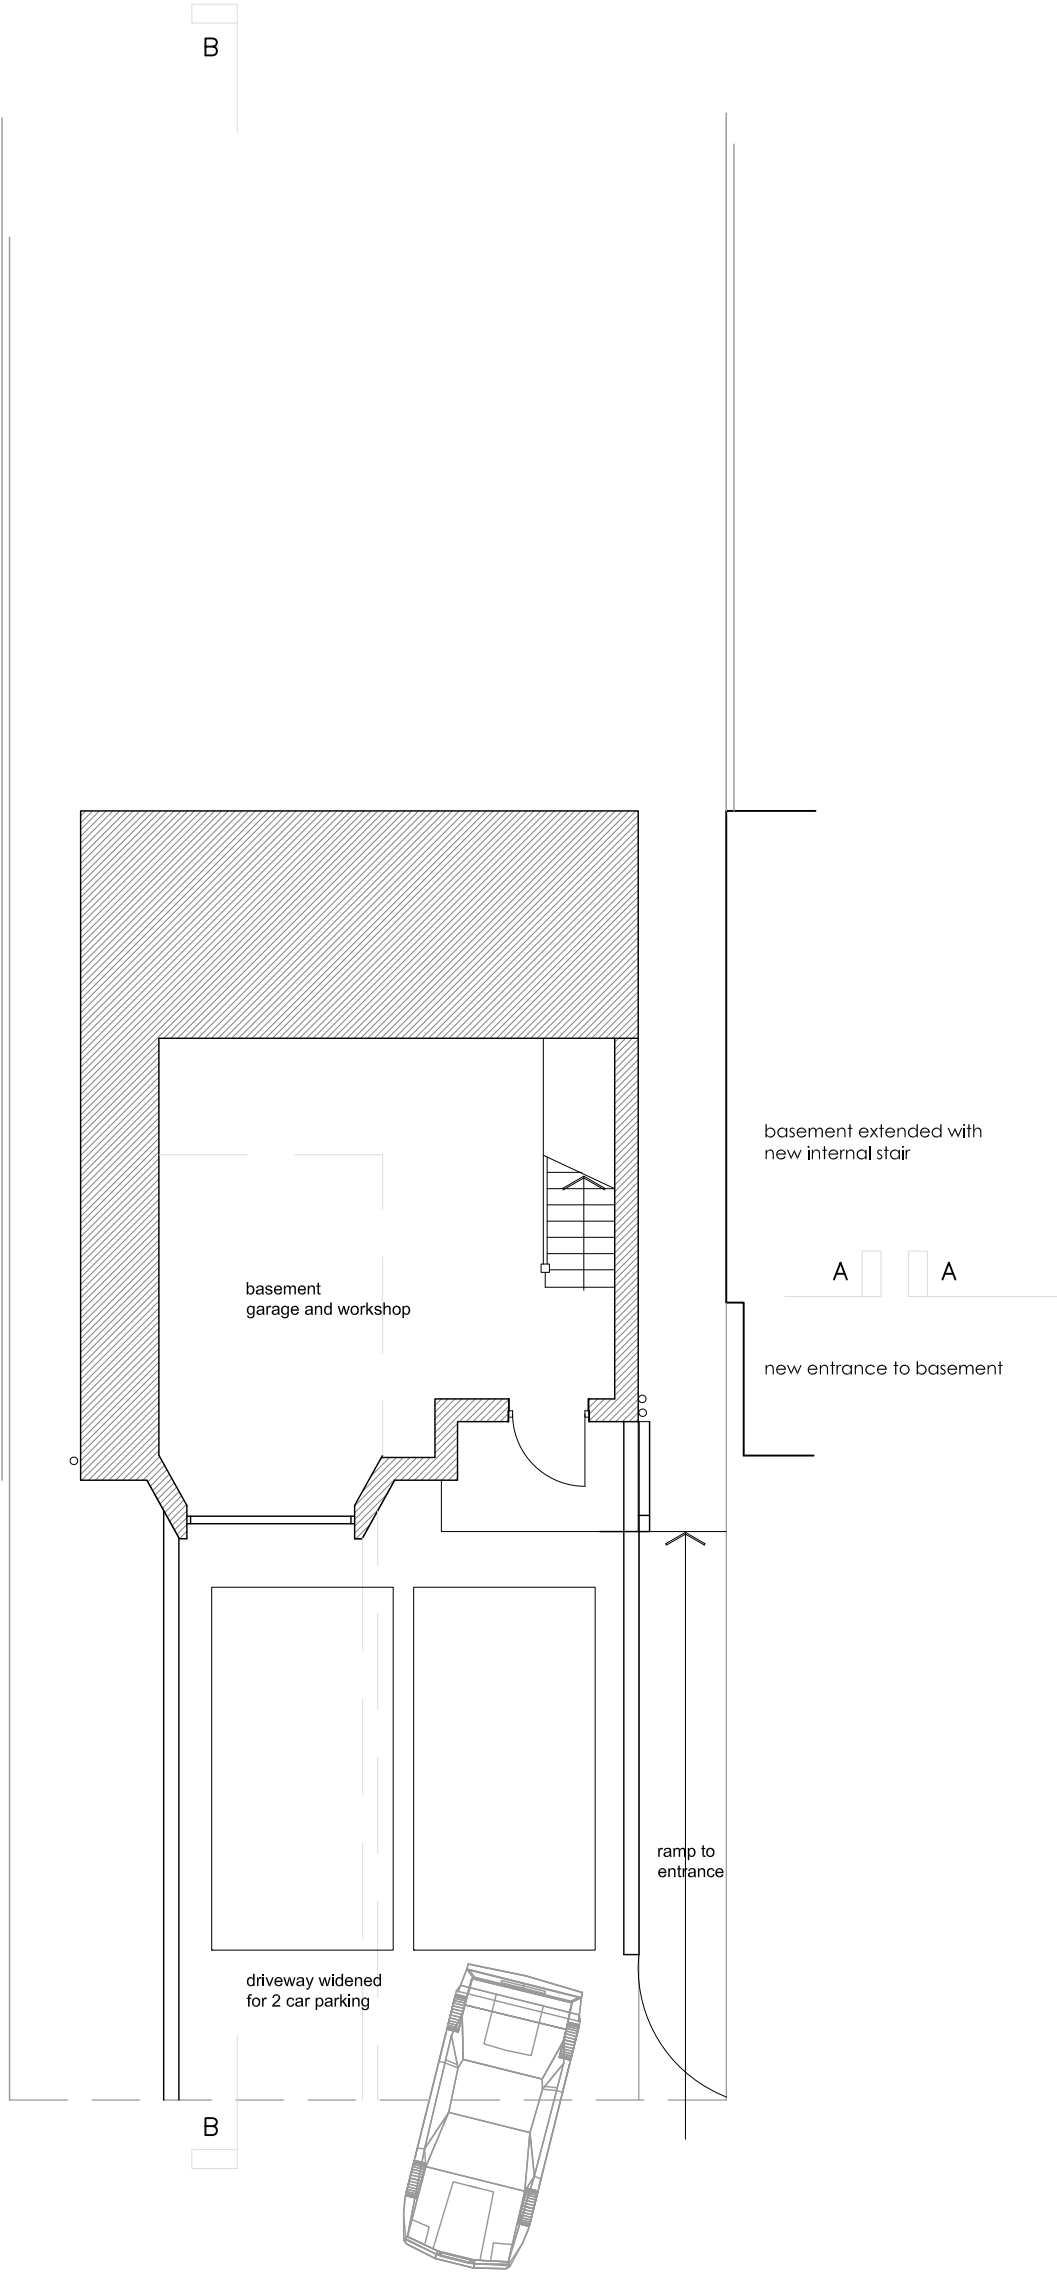 B
basement extended with
new internal stair
A A
basement
garage and workshop
new entrance to basement
ramp to
entrance
driveway widened
for 2 car parking
B